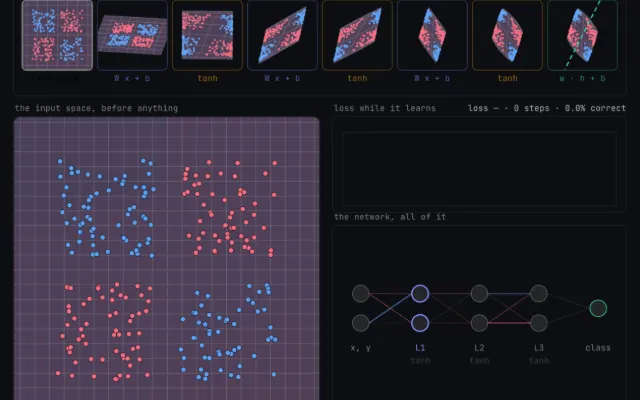 W x + b
tanh
W x + b
tanh
W x + b
tanh
w · h + b
the input space, before anything
loss while it learns
loss — · 0 steps · 0.0% correct
the network, all of it
x, y
L1
L2
L3
class
tanh
tanh
tanh